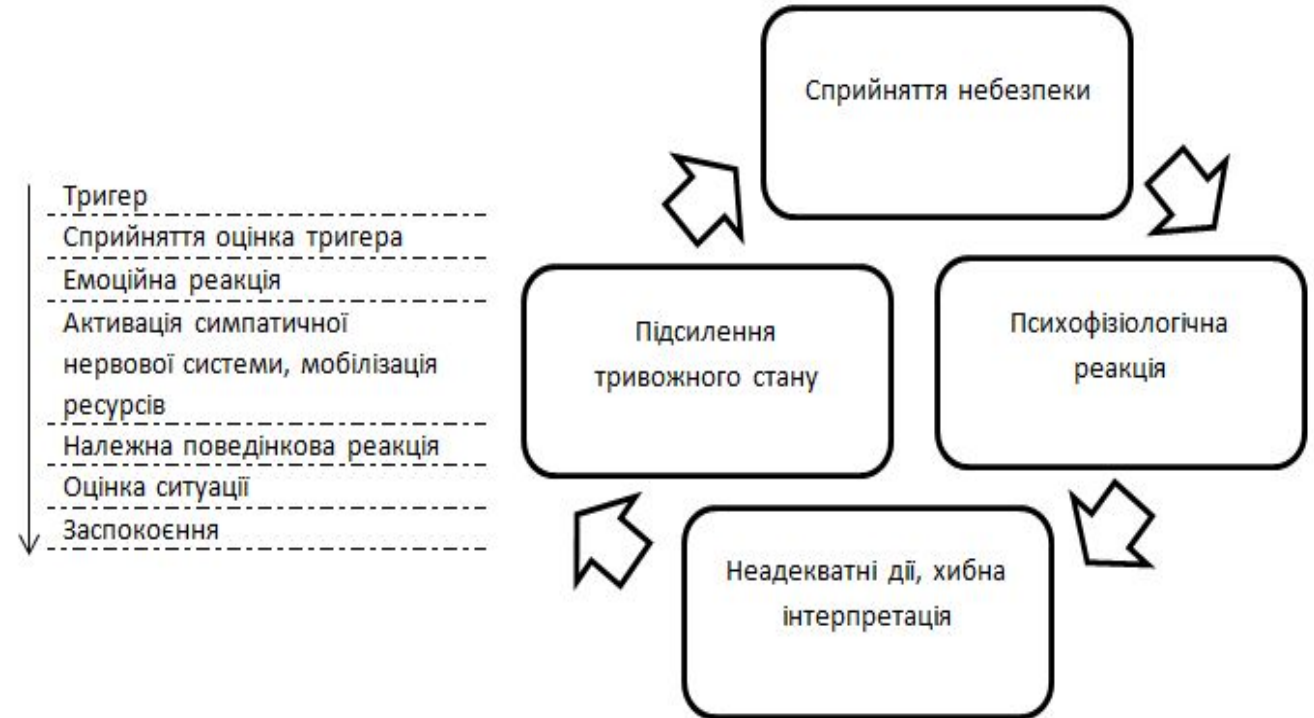 Тригер
Сприйняття оцінка тригера
Емоційна реакція
Активація симпатичної
нервової системи, мобілізація
ресурсів
Належна поведінкова реакція
Оцінка ситуації
Заспокоєння
Сприйняття небезпеки
Психофізіологічна
реакція
Неадекватні дії, хибна
інтерпретація
Підсилення
тривожного стану